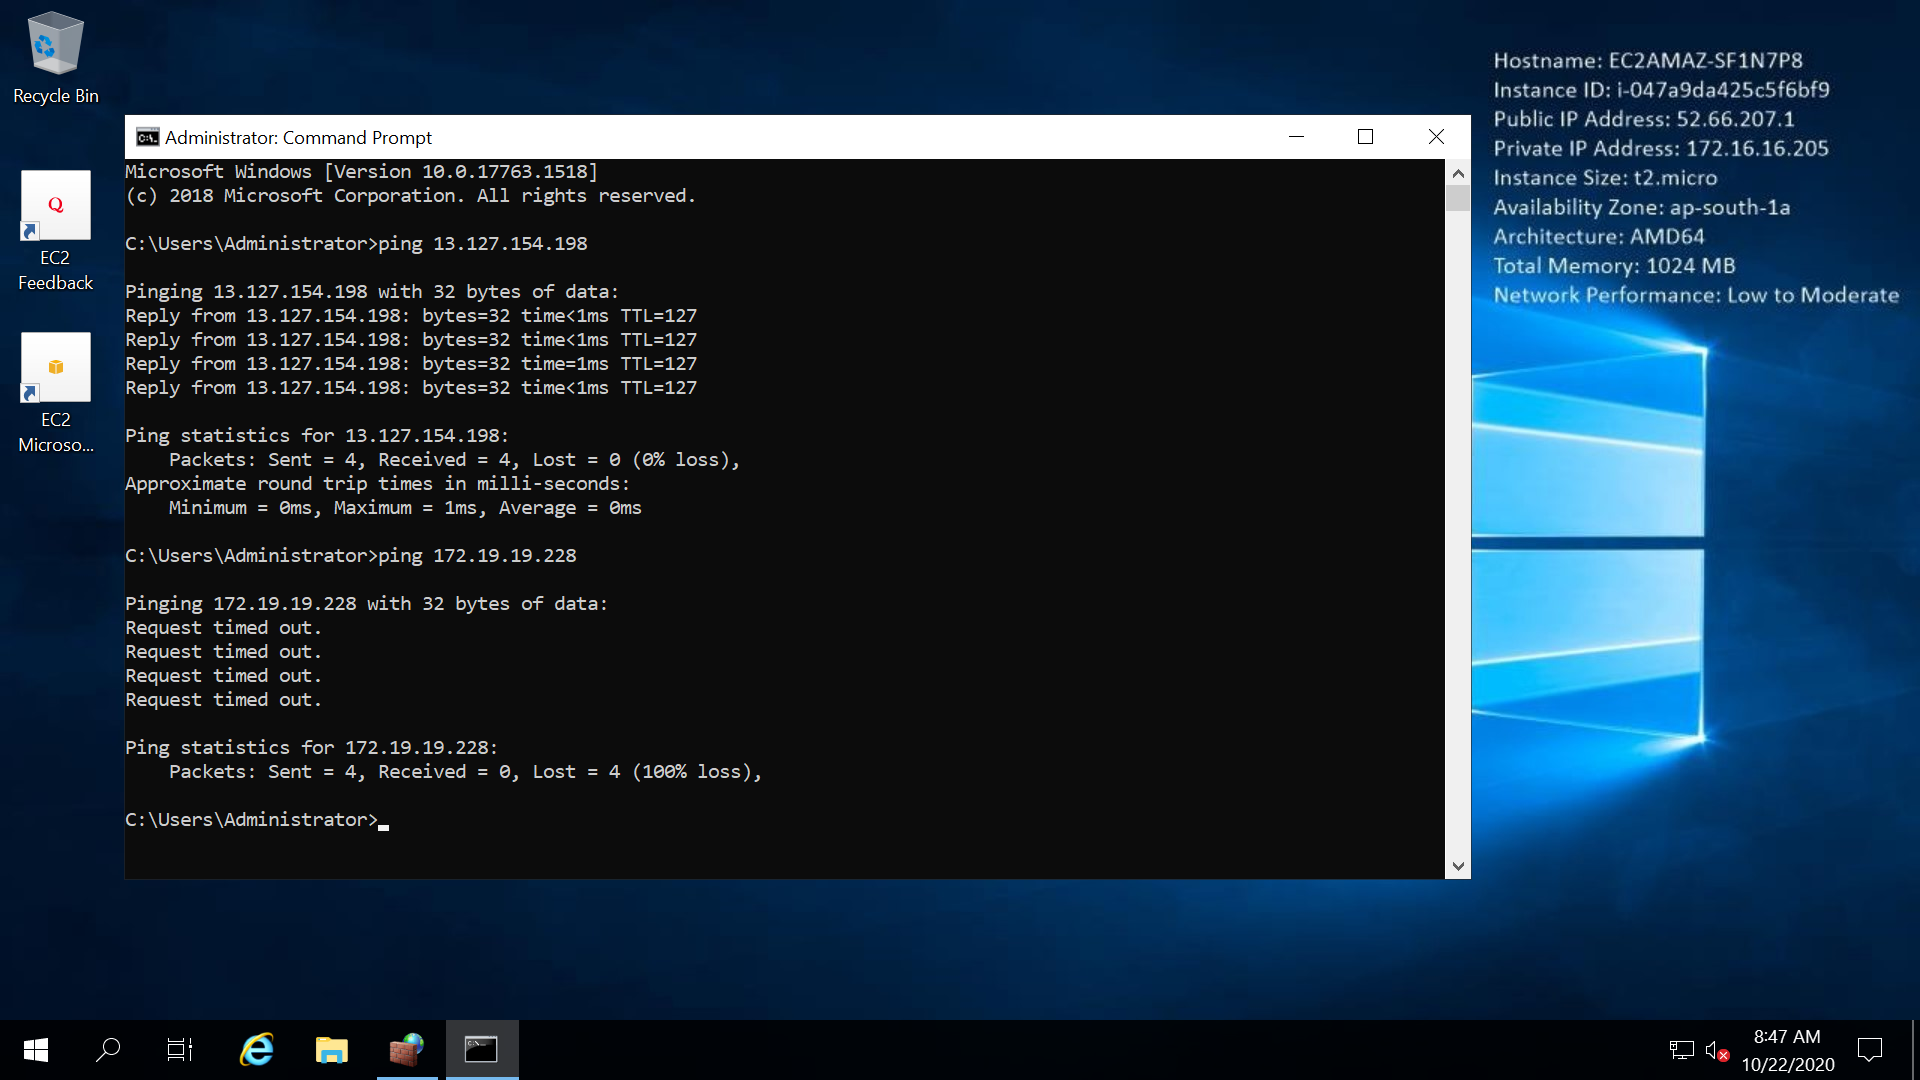 Recycle Bin
EC2
Feedback
EC2
Microso...
Hostname: EC2AMAZ-SF1N7P8
Instance ID: i-047a9da425c5f6bf9
Public IP Address: 52.66.207.1
Private IP Address: 172.16.16.205
Instance Size: t2.micro
Availability Zone: ap-south-1a
Architecture: AMD64
Total Memory: 1024 MB
Network Performance: Low to Moderate
Administrator: Command Prompt
Microsoft Windows [Version 10.0.17763.1518]
(c) 2018 Microsoft Corporation. All rights reserved.
C:\Users\Administrator>ping 13.127.154.198
Pinging 13.127.154.198 with 32 bytes of data:
Reply from 13.127.154.198: bytes=32 time<1ms TTL=127
Reply from 13.127.154.198: bytes=32 time<1ms TTL=127
Reply from 13.127.154.198: bytes=32 time=1ms TTL=127
Reply from 13.127.154.198: bytes=32 time<1ms TTL=127
Ping statistics for 13.127.154.198:
Packets: Sent = 4, Received = 4, Lost = 0 (0% loss),
Approximate round trip times in milli-seconds:
Minimum = 0ms, Maximum = 1ms, Average = 0ms
C:\Users\Administrator>ping 172.19.19.228
Pinging 172.19.19.228 with 32 bytes of data:
Request timed out.
Request timed out.
Request timed out.
Request timed out.
Ping statistics for 172.19.19.228:
Packets: Sent = 4, Received = 0, Lost = 4 (100% loss),
C:\Users\Administrator>
8:47 AM
10/22/2020